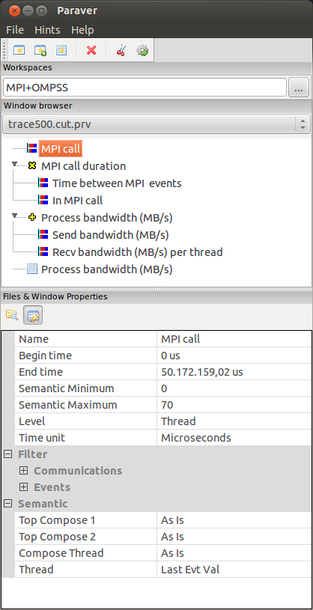 Paraver
File Hints Help
Workspaces
MPI+OMPSS
...
Window browser
trace500.cut.prv
MPI call
MPI call duration
Time between MPI events
In MPI call
Process bandwidth (MB/s)
Send bandwidth (MB/s)
Recv bandwidth (MB/s) per thread
Process bandwidth (MB/s)
Files & Window Properties
Name MPI call
Begin time 0 us
End time 50.172.159,02 us
Semantic Minimum 0
Semantic Maximum 70
Level Thread
Time unit Microseconds
Filter
Communications
Events
Semantic
Top Compose 1 As Is
Top Compose 2 As Is
Compose Thread As Is
Thread Last Evt Val